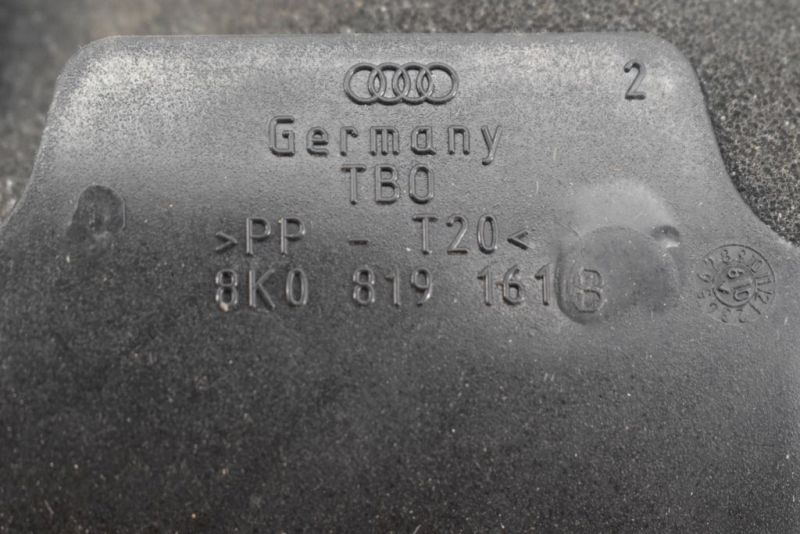 2
Germany
TBO
>PP - T20<
8K0 819 161 B